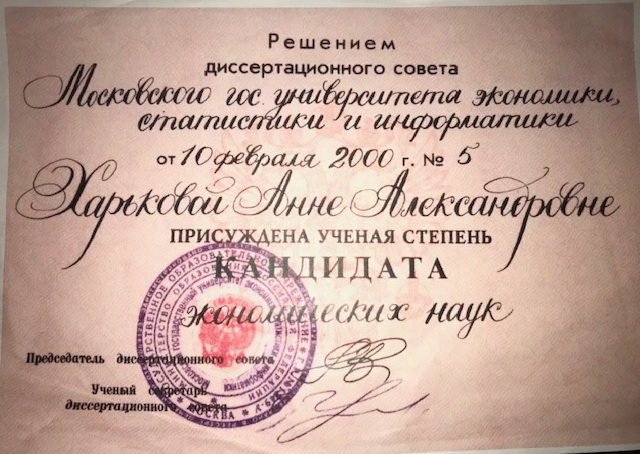 Решением
диссертационного совета
Московского гос. университета экономики,
статистики и информатики
от 10 февраля 2000 г. № 5
Харьковой Анне Александровне
ПРИСУЖДЕНА УЧЕНАЯ СТЕПЕНЬ
КАНДИДАТА
экономических наук
Председатель диссертационного совета
Ученый секретарь
диссертационного совета
МОСКВА